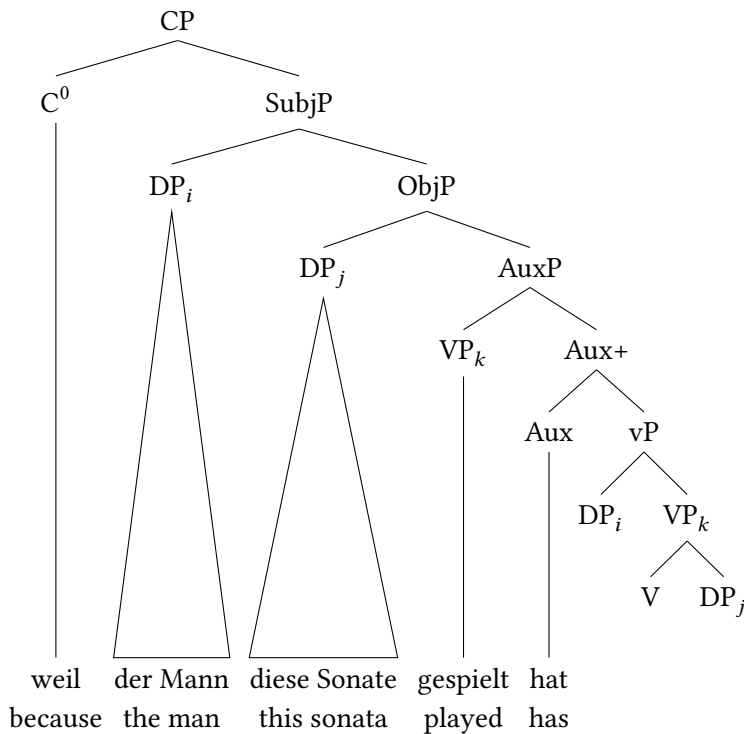 CP
C⁰ SubjP
DPᵢ ObjP
DPⱼ AuxP
VPₖ Aux+
Aux vP
DPᵢ VPₖ
V DPⱼ
weil der Mann diese Sonate gespielt hat
because the man this sonata played has